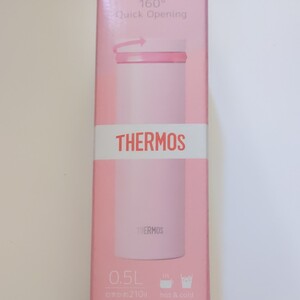 160°
Quick Opening
THERMOS
THERMOS
0.5L